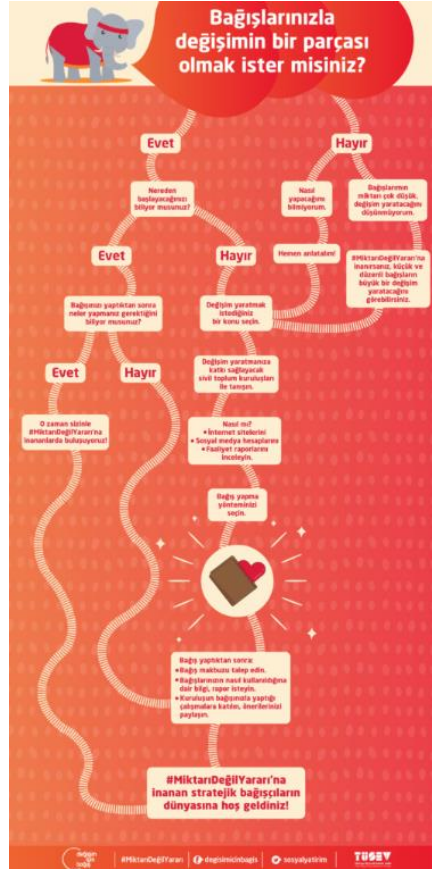 Bağışlarınızla
değişimin bir parçası
olmak ister misiniz?
Evet
Hayır
Nereden
başlayacağınızı
biliyor musunuz?
Nasıl
yapacağımı
bilmiyorum.
Bağışlarımın
miktarı çok düşük,
değişim yaratacağını
düşünmüyorum.
Evet
Hayır
Hemen anlatalım!
#MiktarıDeğilYararı'na
inanırsanız, küçük ve
düzenli bağışların
büyük bir değişim
yaratacağını
görebilirsiniz.
Bağışınızı yaptıktan sonra
neler yapmanız gerektiğini
biliyor musunuz?
Değişim yaratmak
istediğiniz
bir konu seçin.
Evet
Hayır
Değişim yaratmanıza
katkı sağlayacak
sivil toplum kuruluşları
ile tanışın.
O zaman sizinle
#MiktarıDeğilYararı'na
inananlarda buluşuyoruz!
Nasıl mı?
• İnternet sitelerini
• Sosyal medya hesaplarını
• Faaliyet raporlarını
inceleyin.
Bağış yapma
yönteminizi
seçin.
Bağış yaptıktan sonra:
• Bağış makbuzu talep edin.
• Bağışlarınızın nasıl kullanıldığına
dair bilgi, rapor isteyin.
• Kuruluşun bağışınızla yaptığı
çalışmalara katılın, önerilerinizi
paylaşın.
#MiktarıDeğilYararı'na
inanan stratejik bağışçıların
dünyasına hoş geldiniz!
değişim
için
bağış
#MiktarıDeğilYararı
degisimicinbagis
sosyalyatirim
TÜSEV